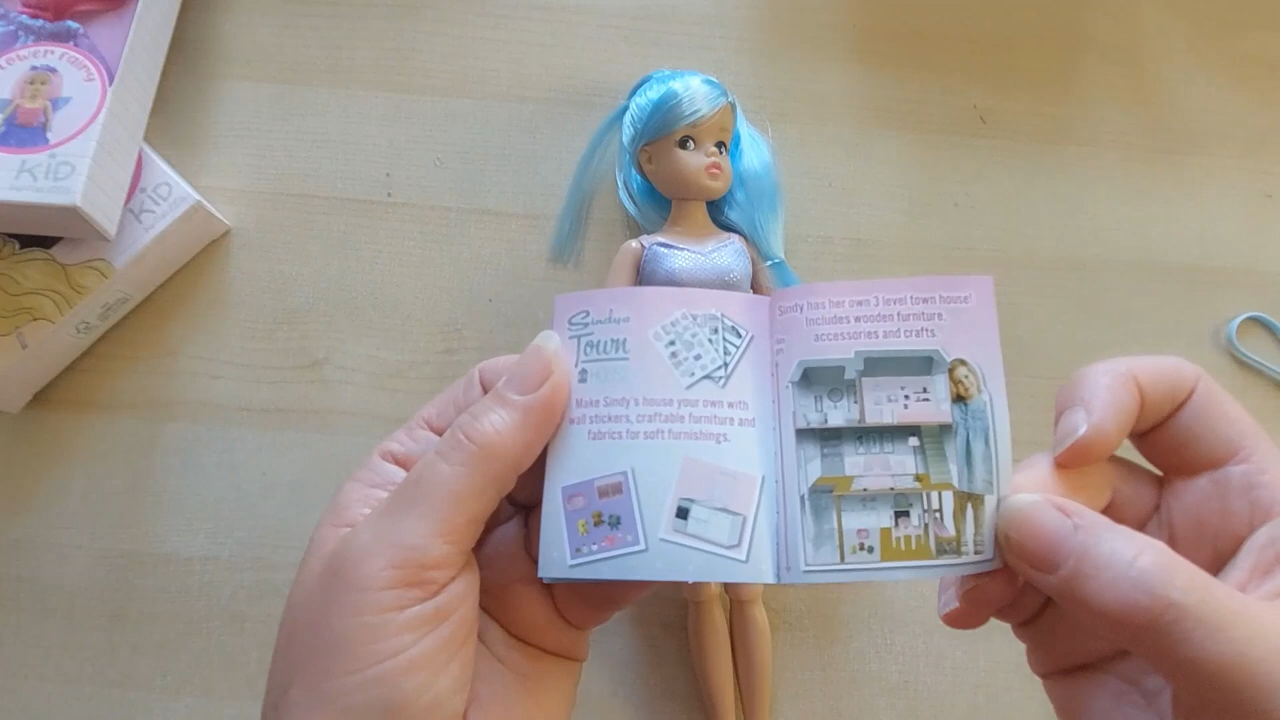 ower Fairy
KiD
KiD
Sindy's
Town
HOUSE
Make Sindy's house your own with
wall stickers, craftable furniture and
fabrics for soft furnishings.
Sindy has her own 3 level town house!
Includes wooden furniture,
accessories and crafts.